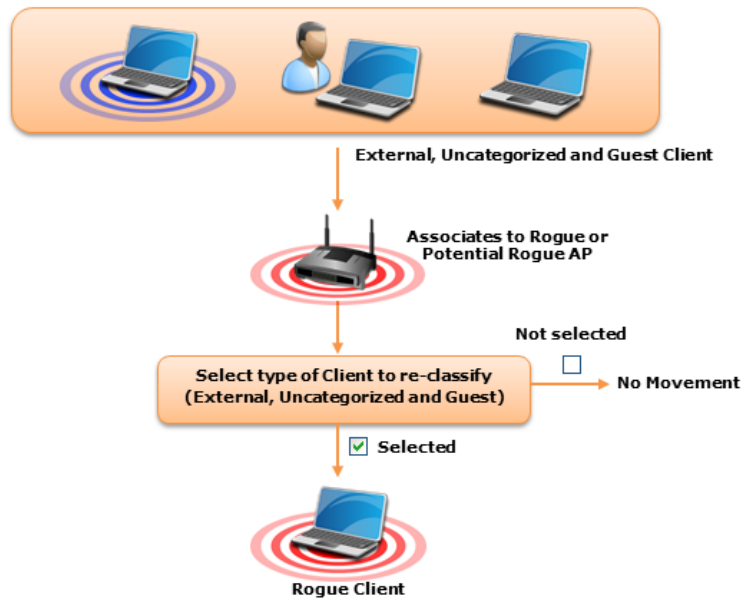 External, Uncategorized and Guest Client
Associates to Rogue or
Potential Rogue AP
Not selected
Select type of Client to re-classify
(External, Uncategorized and Guest)
No Movement
Selected
Rogue Client